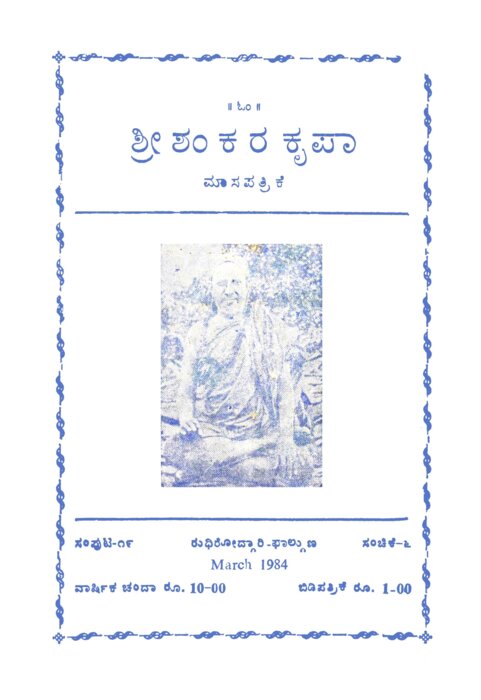 ॥ ಓಂ ॥
ಶ್ರೀ ಶಂಕರ ಕೃಪಾ
ಮಾಸಪತ್ರಿಕೆ
ಸಂಪುಟ-೧೯ ರುಧಿರೋದ್ಗಾರಿ-ಫಾಲ್ಗುಣ ಸಂಚಿಕೆ-೬
March 1984
ವಾರ್ಷಿಕ ಚಂದಾ ರೂ. 10-00 ಬಿಡಿಪತ್ರಿಕೆ ರೂ. 1-00